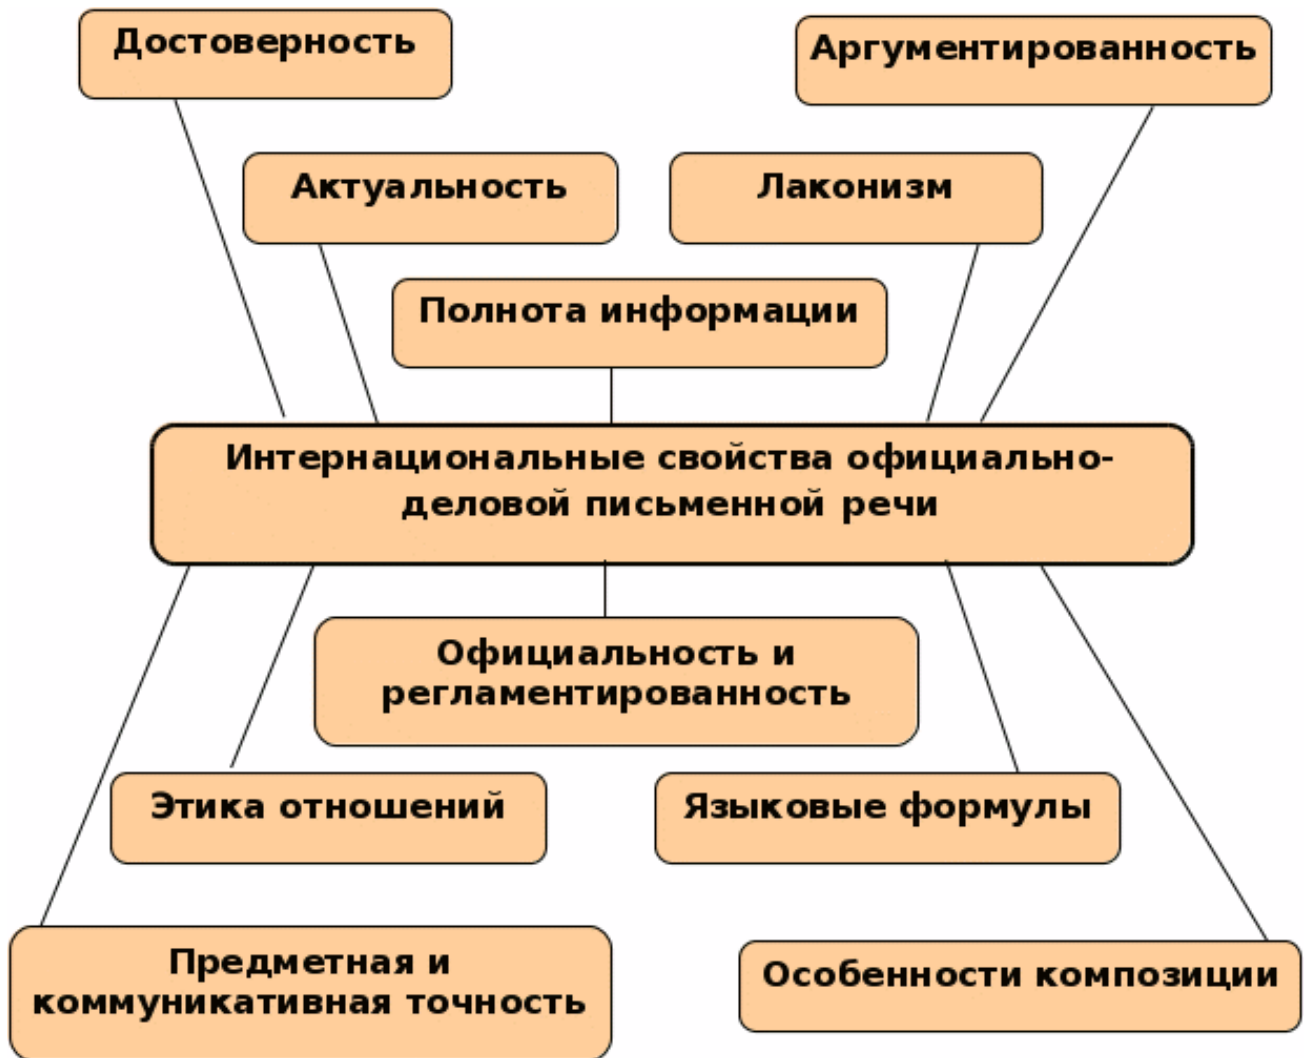 Достоверность
Аргументированность
Актуальность
Лаконизм
Полнота информации
Интернациональные свойства официально-
деловой письменной речи
Официальность и
регламентированность
Этика отношений
Языковые формулы
Предметная и
коммуникативная точность
Особенности композиции